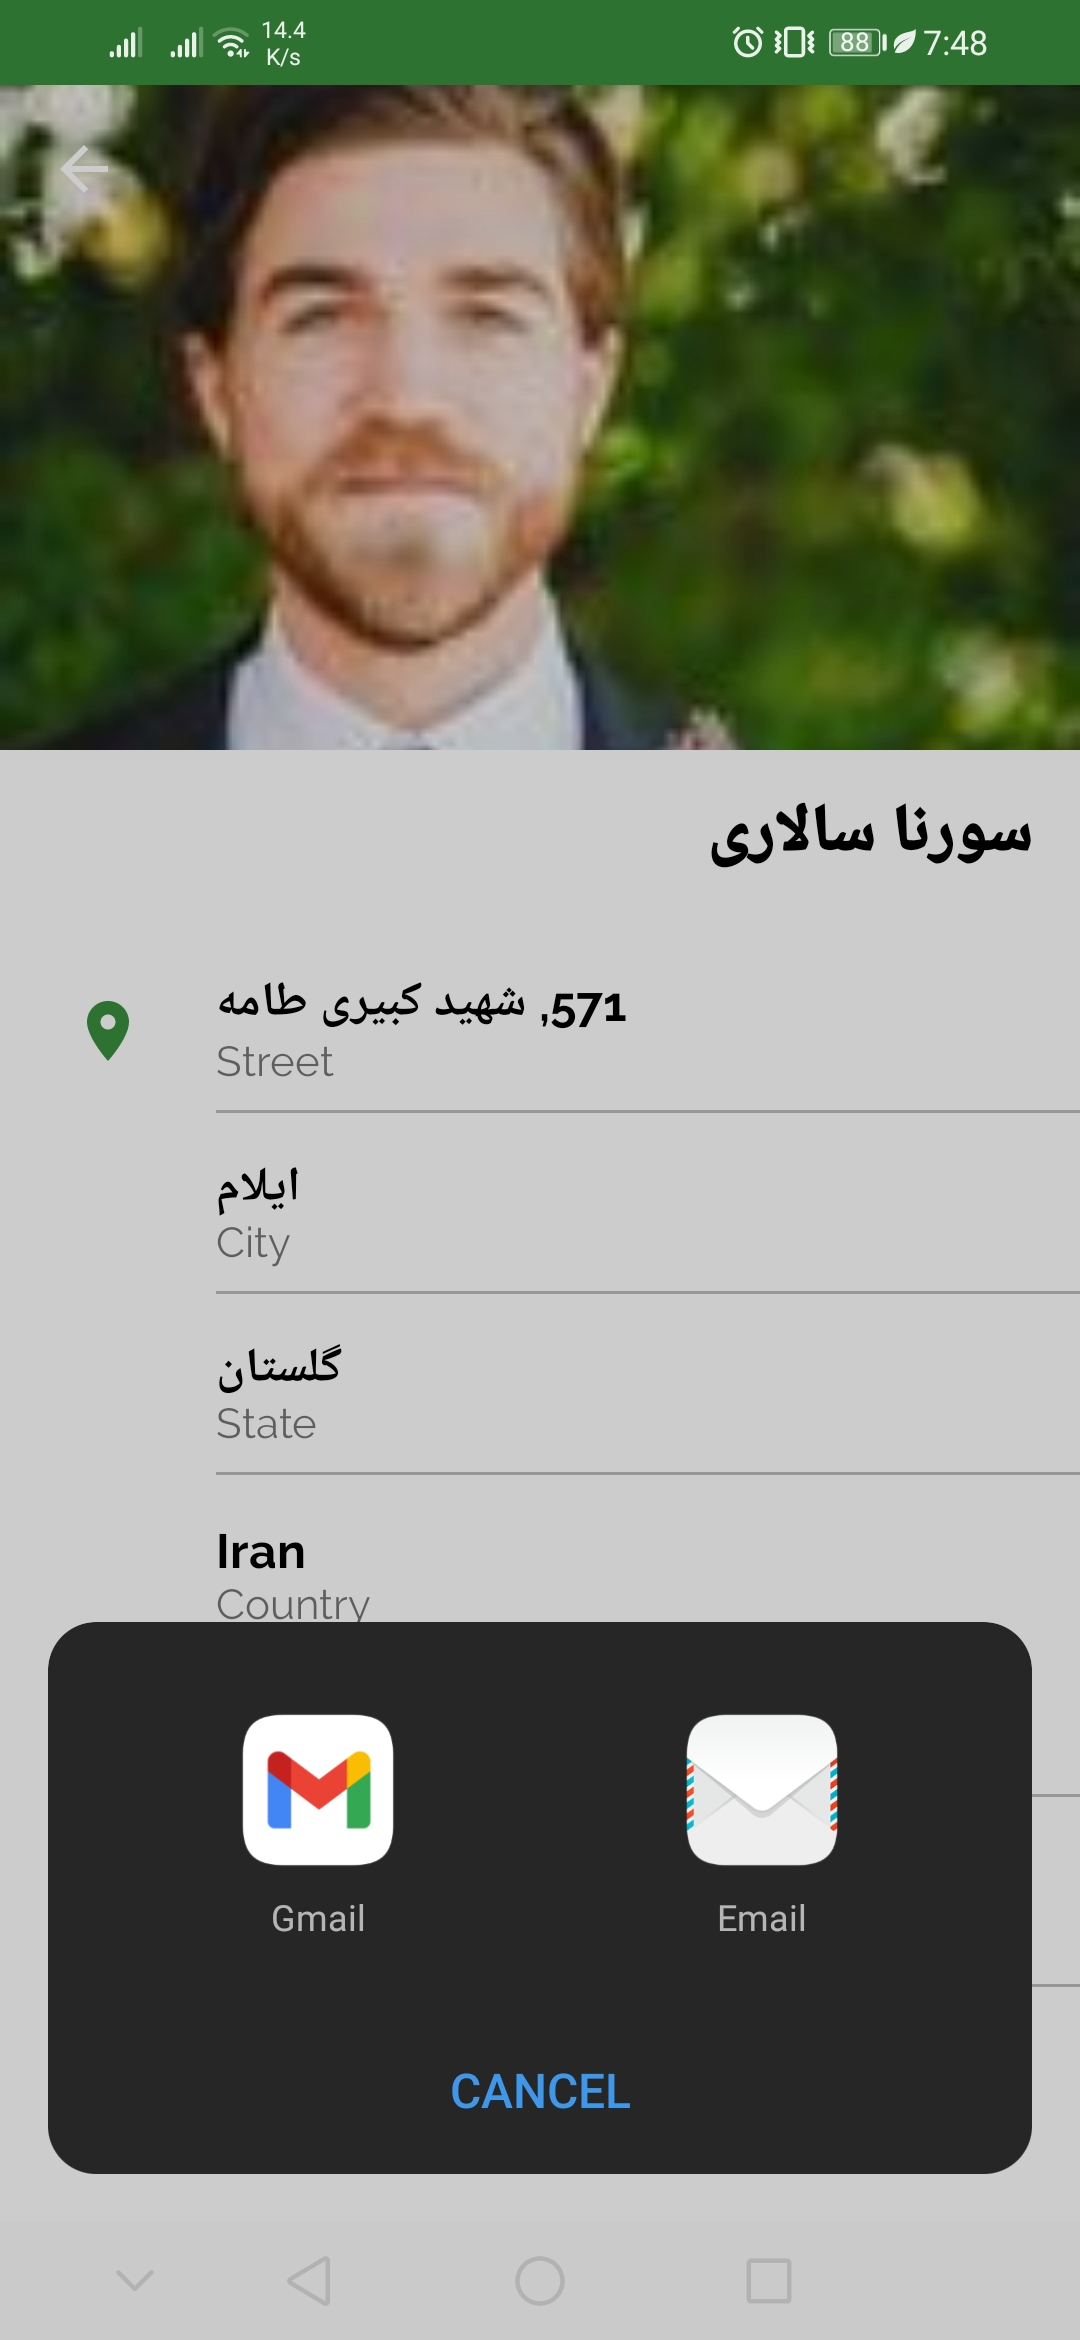 14.4
K/s
88
7:48
سورنا سالاری
571, شهید کبیری طامه
Street
ایلام
City
گلستان
State
Iran
Country
Gmail
Email
CANCEL